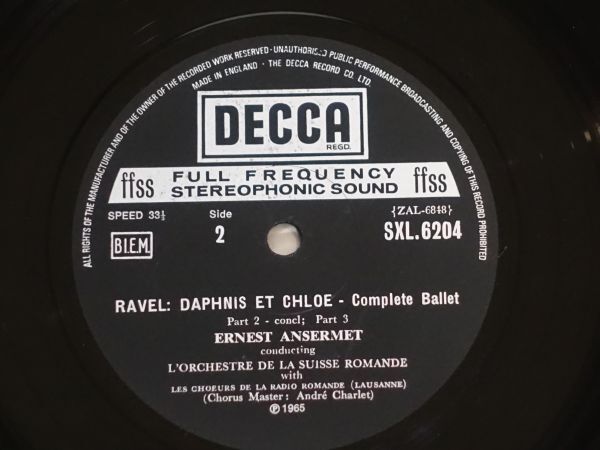 ALL RIGHTS OF THE MANUFACTURER AND OF THE OWNER OF THE RECORDED WORK RESERVED · UNAUTHORISED PUBLIC PERFORMANCE BROADCASTING AND COPYING OF THIS RECORD PROHIBITED
MADE IN ENGLAND · THE DECCA RECORD CO. LTD.
DECCA
REGD.
ffss FULL FREQUENCY ffss
STEREOPHONIC SOUND
SPEED 33⅓ Side {ZAL-6848}
B.I.E.M. 2 SXL.6204
RAVEL: DAPHNIS ET CHLOE - Complete Ballet
Part 2 - concl; Part 3
ERNEST ANSERMET
conducting
L'ORCHESTRE DE LA SUISSE ROMANDE
with
LES CHOEURS DE LA RADIO ROMANDE (LAUSANNE)
(Chorus Master: André Charlet)
℗ 1965